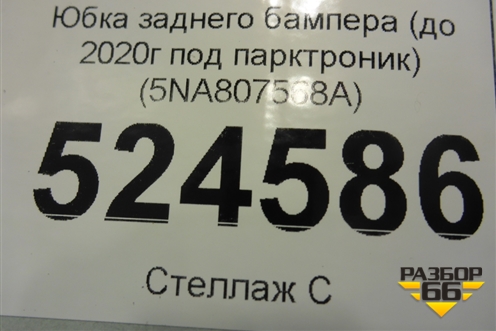 Юбка заднего бампера (до
2020г под парктроник)
(5NA807568A)
524586
Стеллаж С
РАЗБОР
66